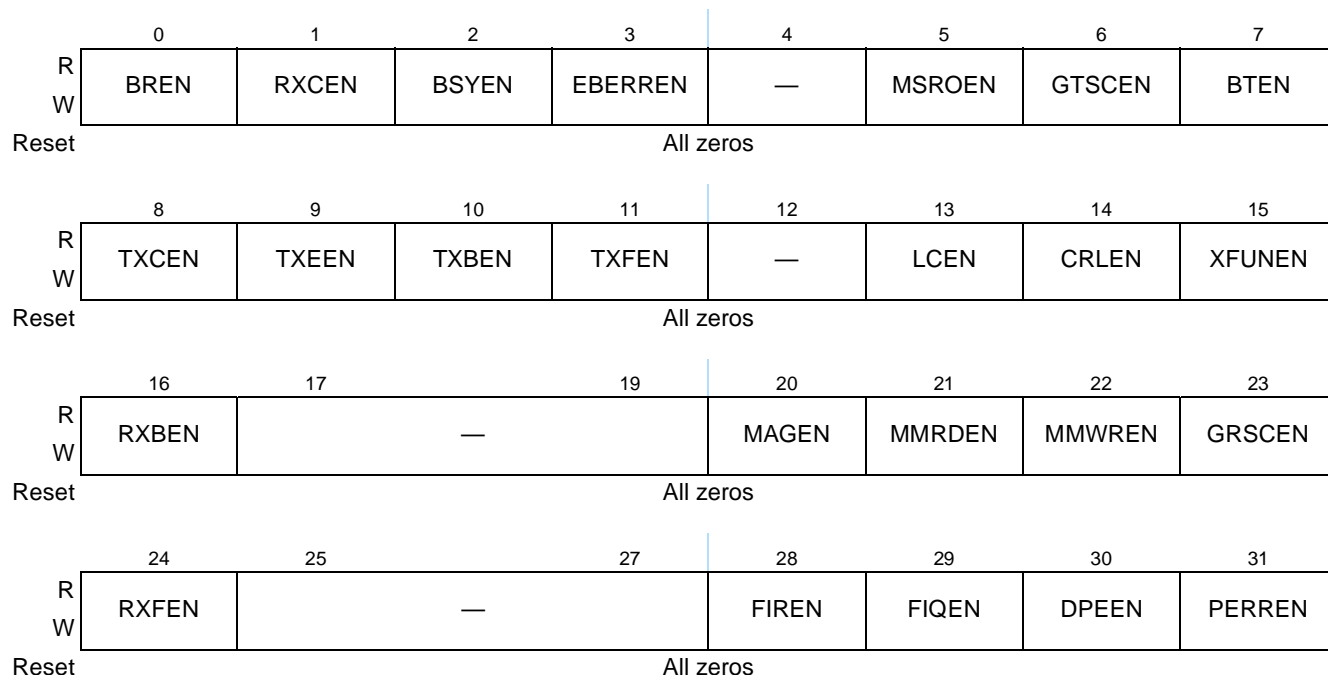 0 1 2 3 4 5 6 7
R BREN RXCEN BSYEN EBERREN — MSROEN GTSCEN BTEN
W
Reset All zeros
8 9 10 11 12 13 14 15
R TXCEN TXEEN TXBEN TXFEN — LCEN CRLEN XFUNEN
W
Reset All zeros
16 17 19 20 21 22 23
R RXBEN — MAGEN MMRDEN MMWREN GRSCEN
W
Reset All zeros
24 25 27 28 29 30 31
R RXFEN — FIREN FIQEN DPEEN PERREN
W
Reset All zeros